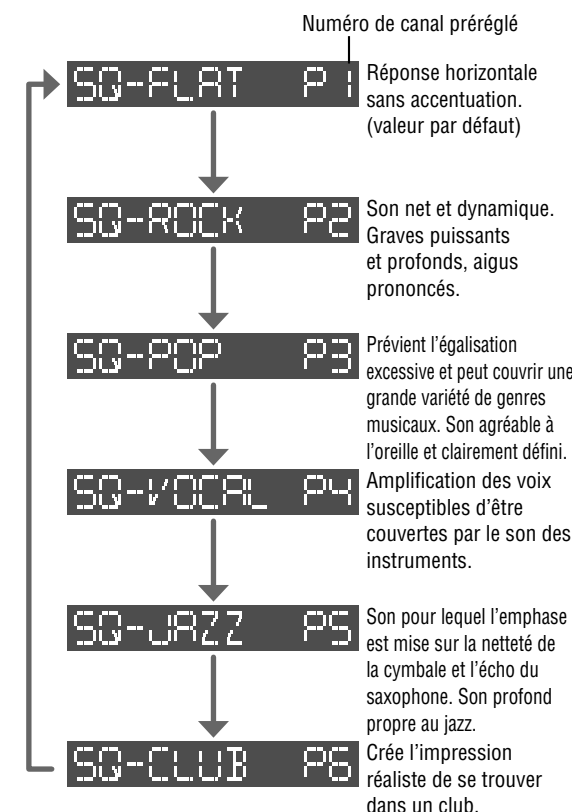 Numéro de canal préréglé
SQ-FLAT P1
Réponse horizontale
sans accentuation.
(valeur par défaut)
SQ-ROCK P2
Son net et dynamique.
Graves puissants
et profonds, aigus
prononcés.
SQ-POP P3
Prévient l’égalisation
excessive et peut couvrir une
grande variété de genres
musicaux. Son agréable à
l’oreille et clairement défini.
SQ-VOCAL P4
Amplification des voix
susceptibles d’être
couvertes par le son des
instruments.
SQ-JAZZ P5
Son pour lequel l’emphase
est mise sur la netteté de
la cymbale et l’écho du
saxophone. Son profond
propre au jazz.
SQ-CLUB P6
Crée l’impression
réaliste de se trouver
dans un club.